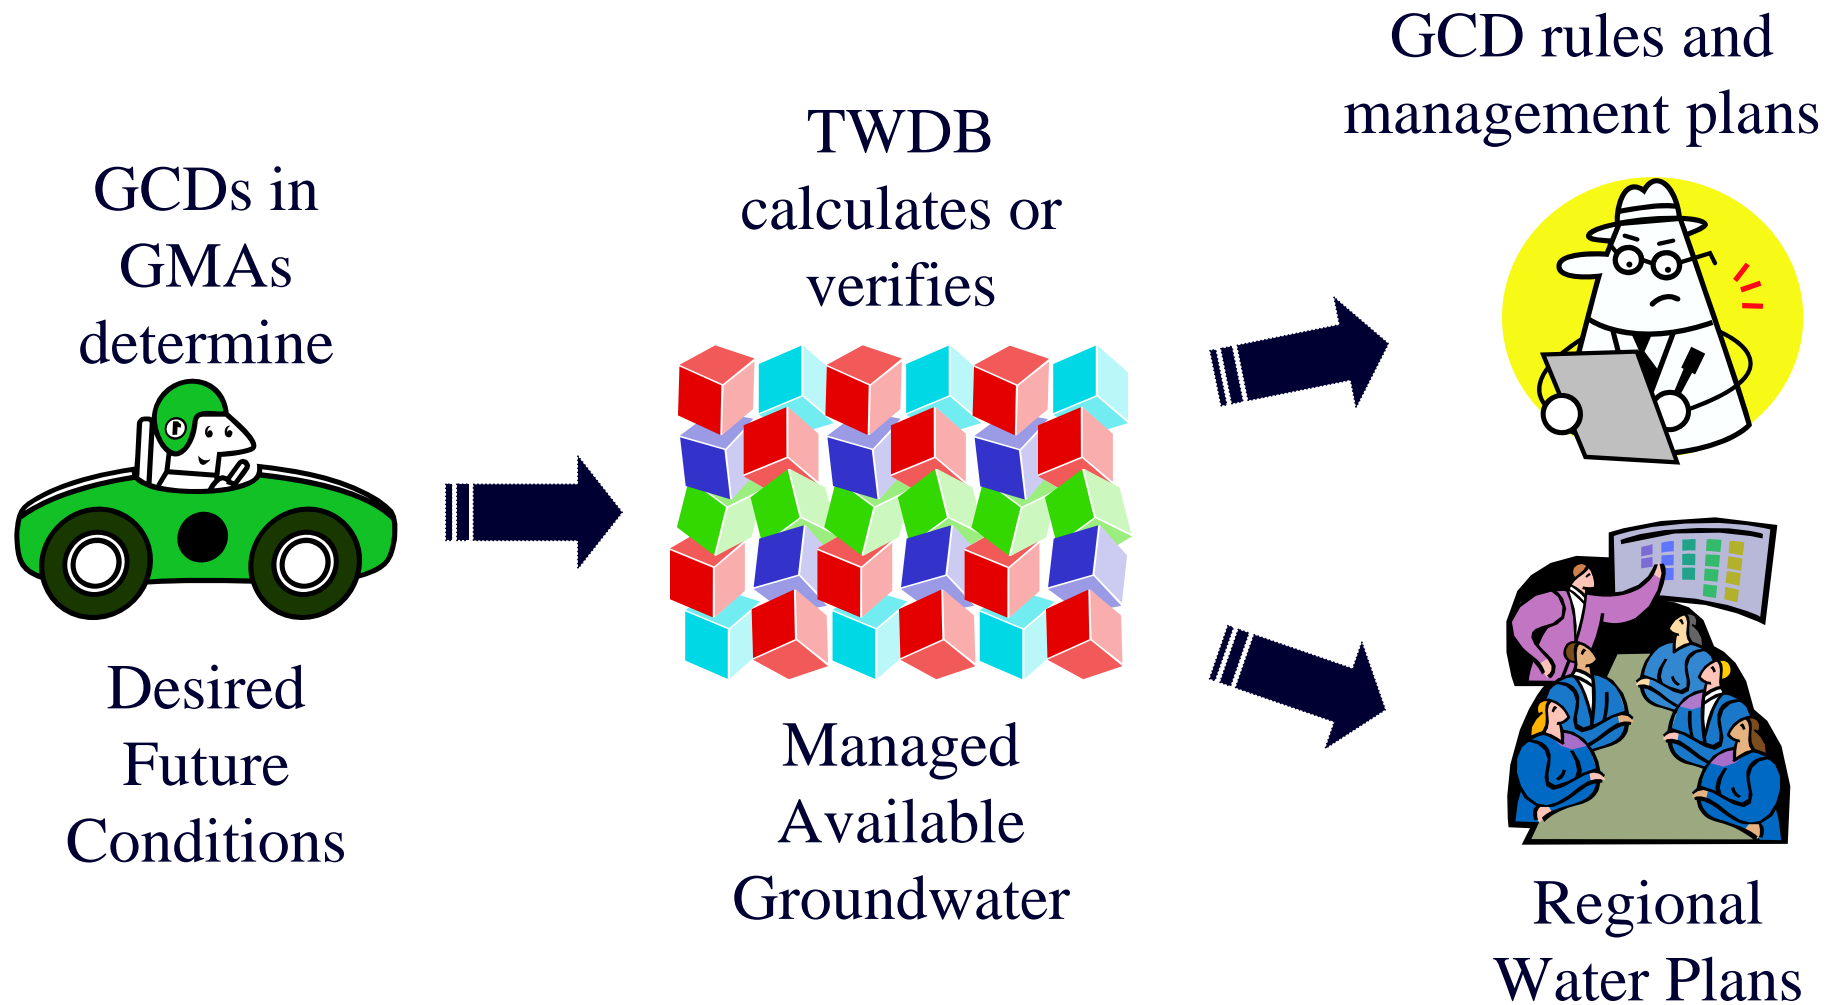 GCDs in
GMAs
determine
Desired
Future
Conditions
TWDB
calculates or
verifies
Managed
Available
Groundwater
GCD rules and
management plans
Regional
Water Plans